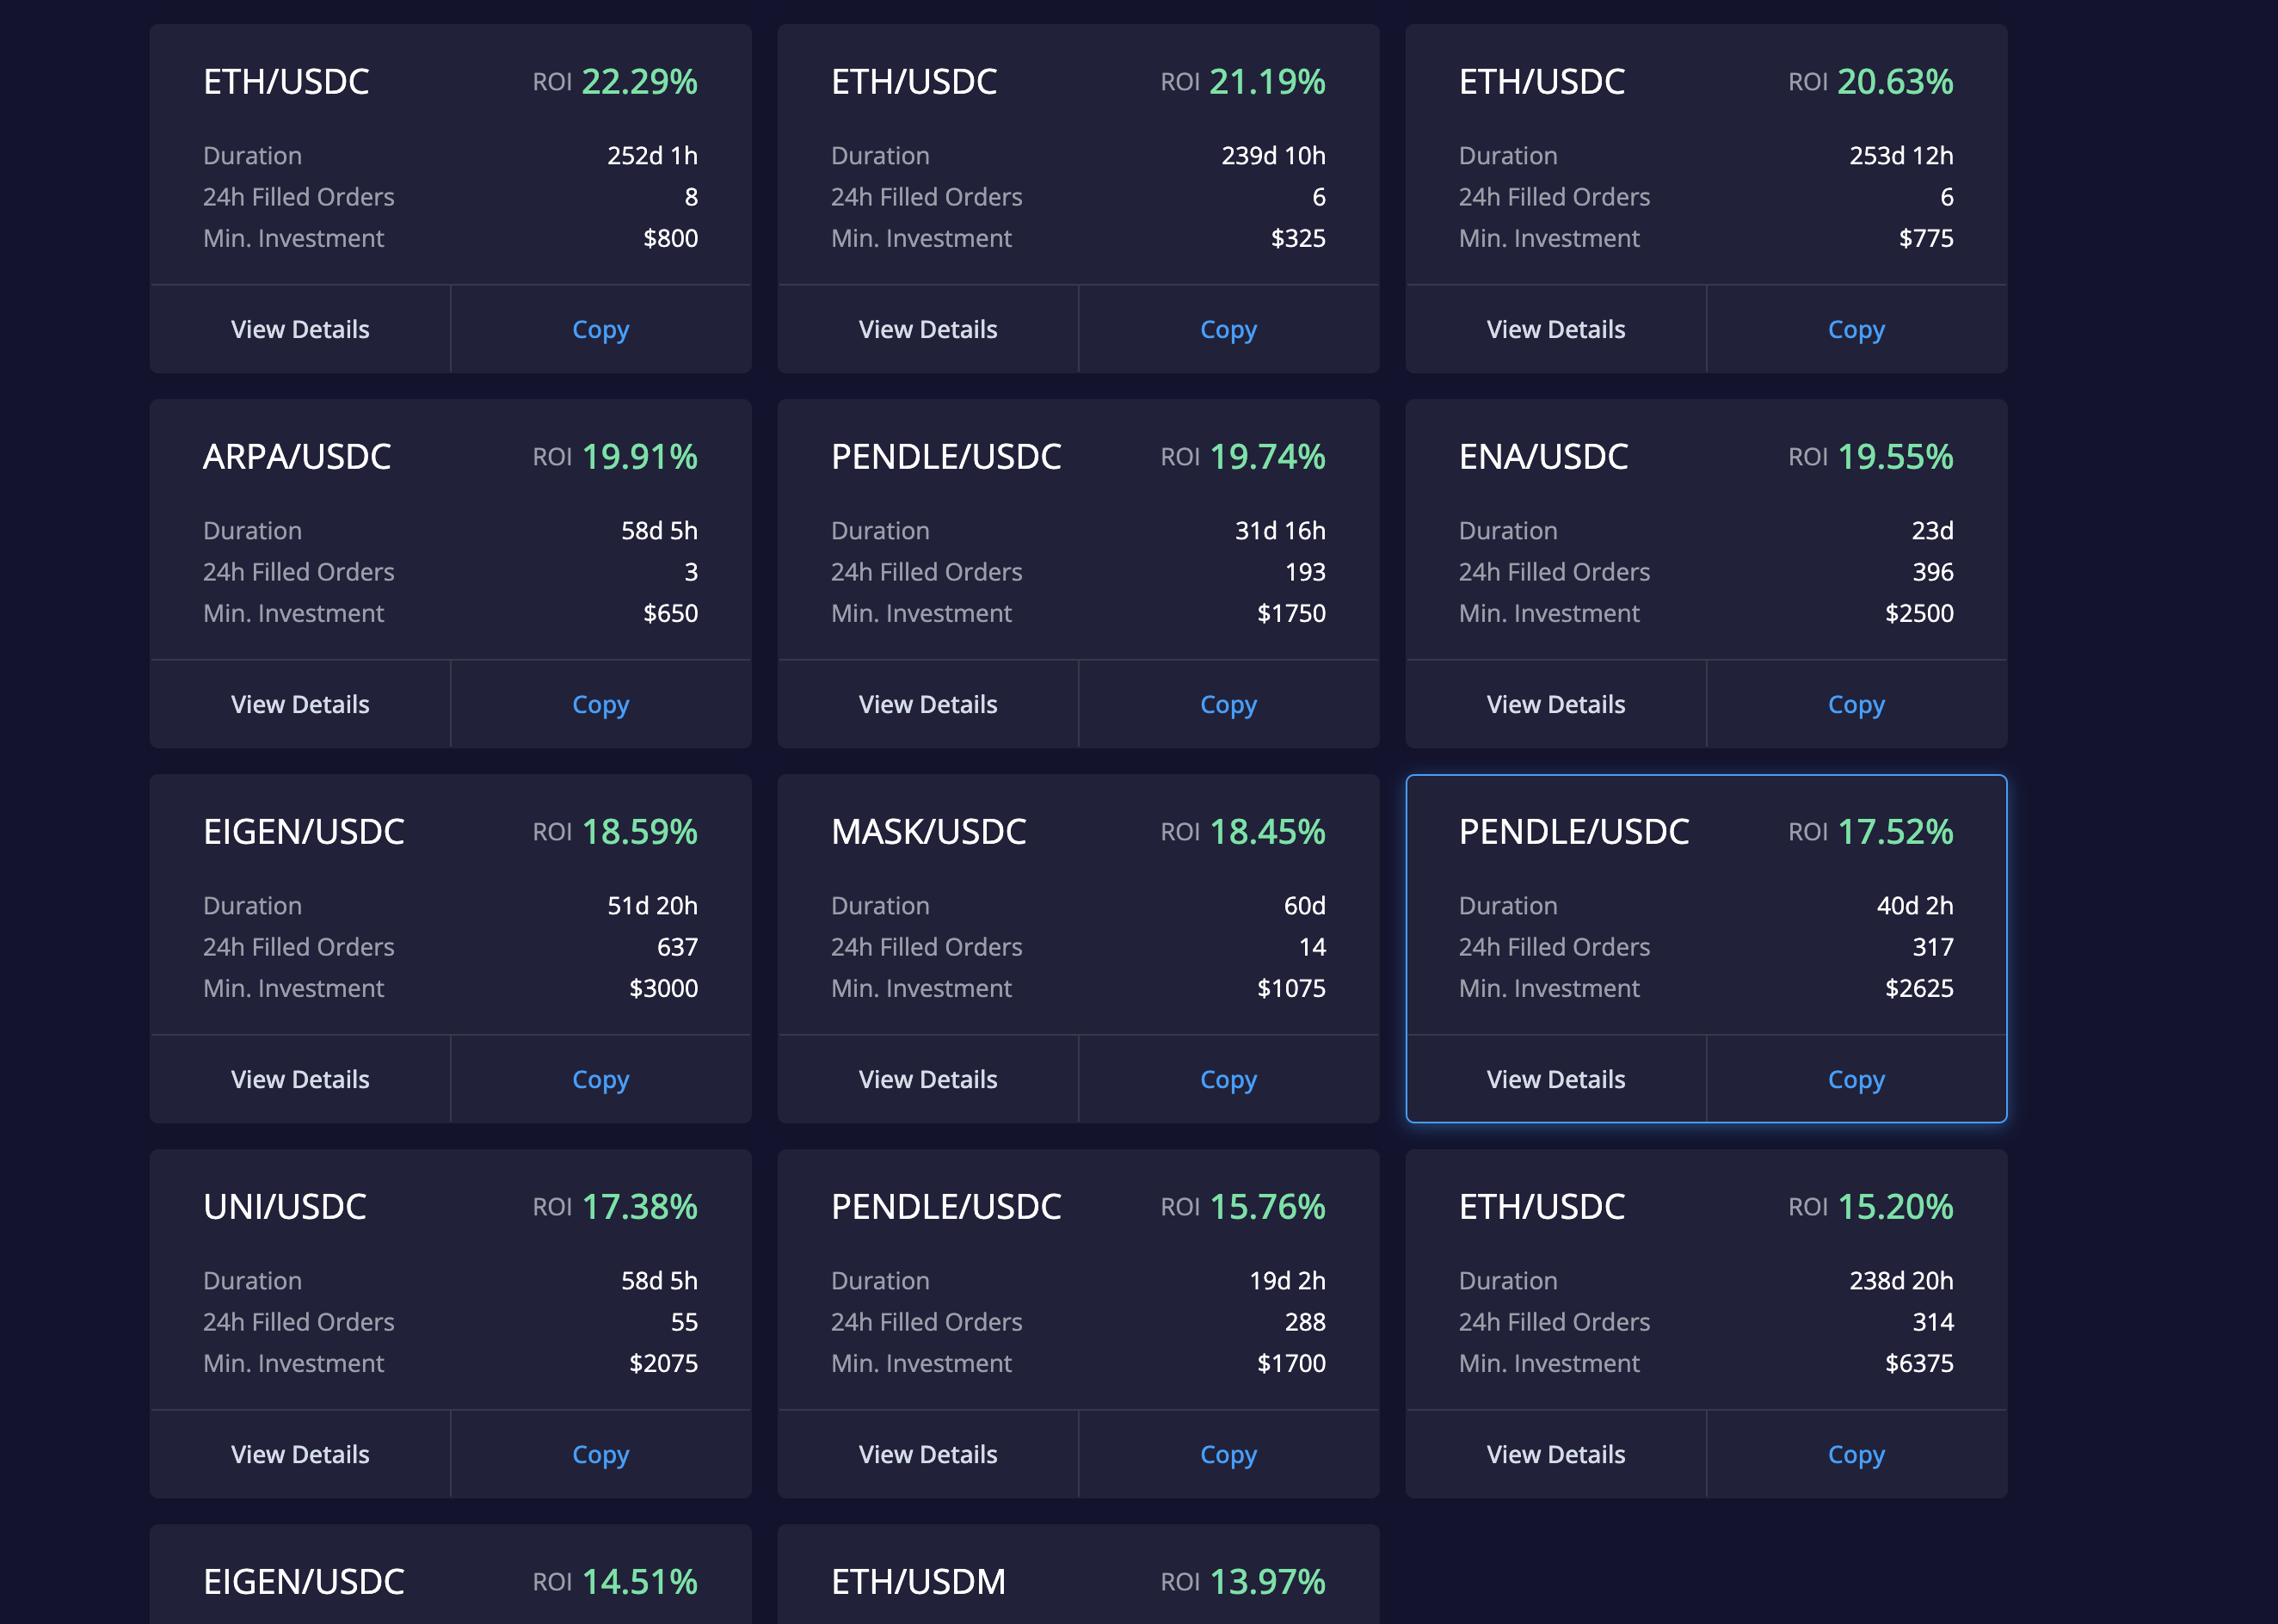 ETH/USDC ROI 22.29%
Duration 252d 1h
24h Filled Orders 8
Min. Investment $800
View Details Copy
ETH/USDC ROI 21.19%
Duration 239d 10h
24h Filled Orders 6
Min. Investment $325
View Details Copy
ETH/USDC ROI 20.63%
Duration 253d 12h
24h Filled Orders 6
Min. Investment $775
View Details Copy
ARPA/USDC ROI 19.91%
Duration 58d 5h
24h Filled Orders 3
Min. Investment $650
View Details Copy
PENDLE/USDC ROI 19.74%
Duration 31d 16h
24h Filled Orders 193
Min. Investment $1750
View Details Copy
ENA/USDC ROI 19.55%
Duration 23d
24h Filled Orders 396
Min. Investment $2500
View Details Copy
EIGEN/USDC ROI 18.59%
Duration 51d 20h
24h Filled Orders 637
Min. Investment $3000
View Details Copy
MASK/USDC ROI 18.45%
Duration 60d
24h Filled Orders 14
Min. Investment $1075
View Details Copy
PENDLE/USDC ROI 17.52%
Duration 40d 2h
24h Filled Orders 317
Min. Investment $2625
View Details Copy
UNI/USDC ROI 17.38%
Duration 58d 5h
24h Filled Orders 55
Min. Investment $2075
View Details Copy
PENDLE/USDC ROI 15.76%
Duration 19d 2h
24h Filled Orders 288
Min. Investment $1700
View Details Copy
ETH/USDC ROI 15.20%
Duration 238d 20h
24h Filled Orders 314
Min. Investment $6375
View Details Copy
EIGEN/USDC ROI 14.51%
ETH/USDM ROI 13.97%